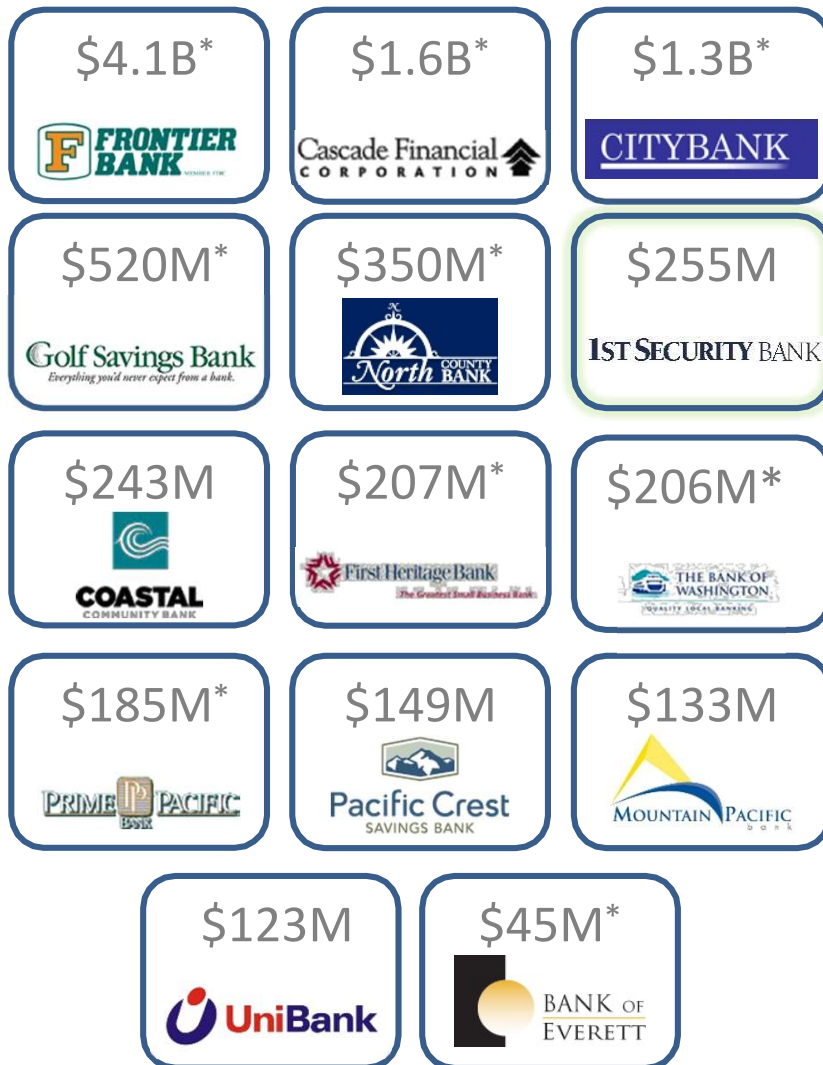 $4.1B* $1.6B* $1.3B*
F FRONTIER BANK MEMBER FDIC
Cascade Financial CORPORATION
CITYBANK
$520M* $350M* $255M
Golf Savings Bank
Everything you'd never expect from a bank.
N
North COUNTY BANK
1ST SECURITY BANK
$243M $207M* $206M*
COASTAL
COMMUNITY BANK
First Heritage Bank
The Greatest Small Business Bank
THE BANK OF
WASHINGTON
QUALITY LOCAL BANKING
$185M* $149M $133M
PRIME PP PACIFIC
BANK
Pacific Crest
SAVINGS BANK
MOUNTAIN PACIFIC
bank
$123M $45M*
UniBank
BANK OF
EVERETT